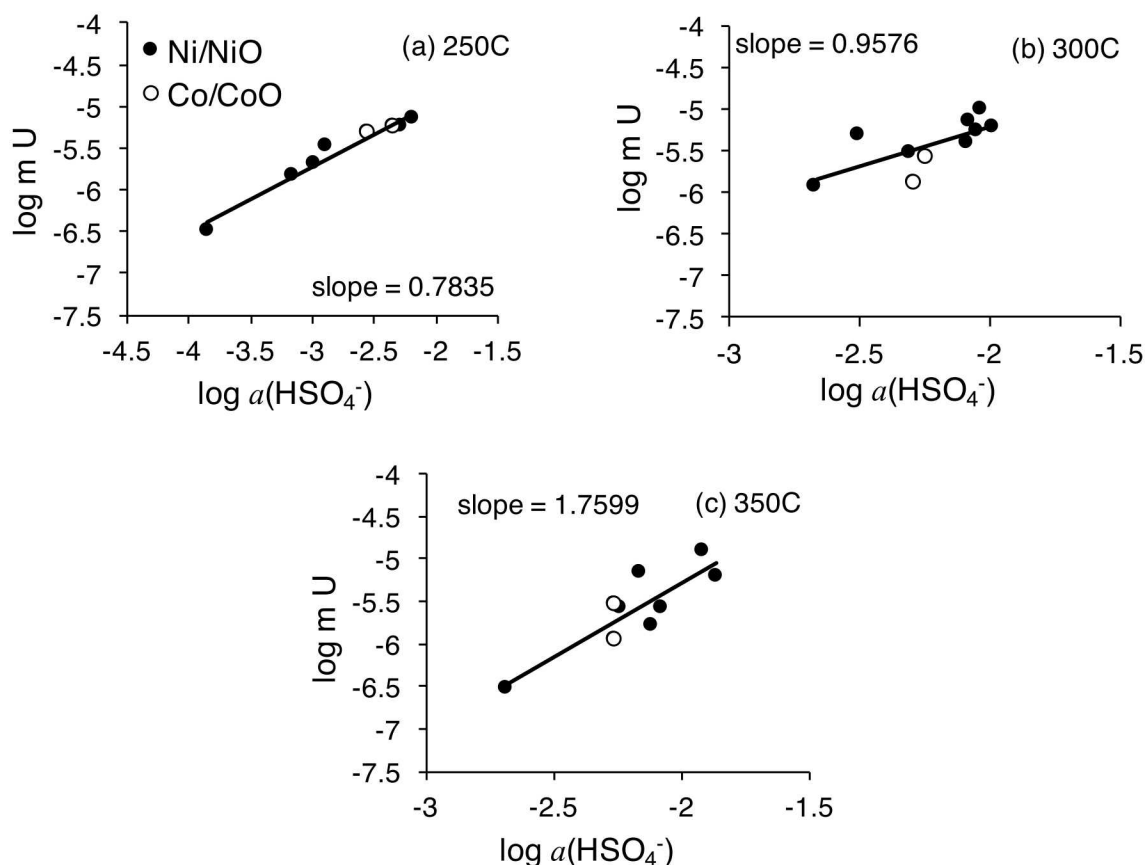 (a) 250C
Ni/NiO
Co/CoO
log m U
-4
-4.5
-5
-5.5
-6
-6.5
-7
-7.5
slope = 0.7835
-4.5 -4 -3.5 -3 -2.5 -2 -1.5
log a(HSO₄⁻)
slope = 0.9576
(b) 300C
log m U
-4
-4.5
-5
-5.5
-6
-6.5
-7
-7.5
-3 -2.5 -2 -1.5
log a(HSO₄⁻)
slope = 1.7599
(c) 350C
log m U
-4
-4.5
-5
-5.5
-6
-6.5
-7
-7.5
-3 -2.5 -2 -1.5
log a(HSO₄⁻)